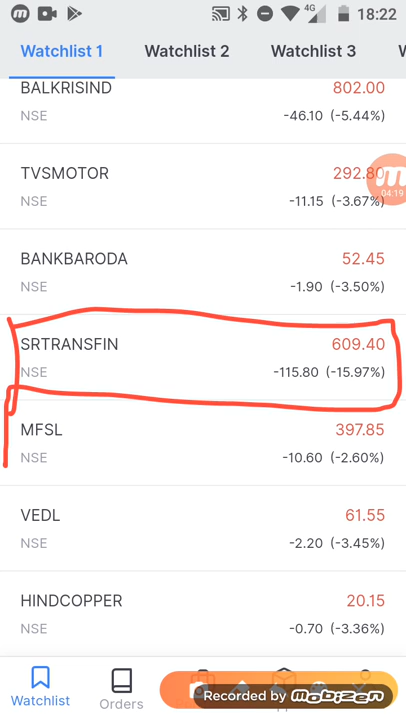 4G 18:22
Watchlist 1 Watchlist 2 Watchlist 3
BALKRISIND 802.00
NSE -46.10 (-5.44%)
TVSMOTOR 292.80
04:19
NSE -11.15 (-3.67%)
BANKBARODA 52.45
NSE -1.90 (-3.50%)
SRTRANSFIN 609.40
NSE -115.80 (-15.97%)
MFSL 397.85
NSE -10.60 (-2.60%)
VEDL 61.55
NSE -2.20 (-3.45%)
HINDCOPPER 20.15
NSE -0.70 (-3.36%)
Watchlist Orders
Recorded by mobizen